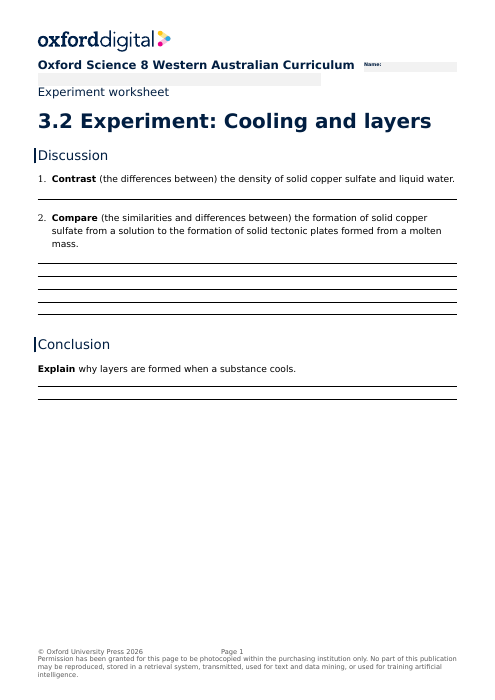 oxforddigital
Oxford Science 8 Western Australian Curriculum Name:
Experiment worksheet
3.2 Experiment: Cooling and layers
Discussion
1. Contrast (the differences between) the density of solid copper sulfate and liquid water.
2. Compare (the similarities and differences between) the formation of solid copper
sulfate from a solution to the formation of solid tectonic plates formed from a molten
mass.
Conclusion
Explain why layers are formed when a substance cools.
© Oxford University Press 2026 Page 1
Permission has been granted for this page to be photocopied within the purchasing institution only. No part of this publication
may be reproduced, stored in a retrieval system, transmitted, used for text and data mining, or used for training artificial
intelligence.